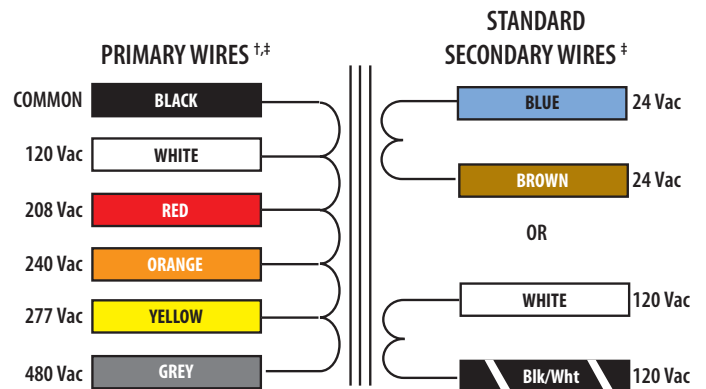 PRIMARY WIRES †,‡
COMMON BLACK
120 Vac WHITE
208 Vac RED
240 Vac ORANGE
277 Vac YELLOW
480 Vac GREY
STANDARD
SECONDARY WIRES ‡
BLUE 24 Vac
BROWN 24 Vac
OR
WHITE 120 Vac
Blk/Wht 120 Vac